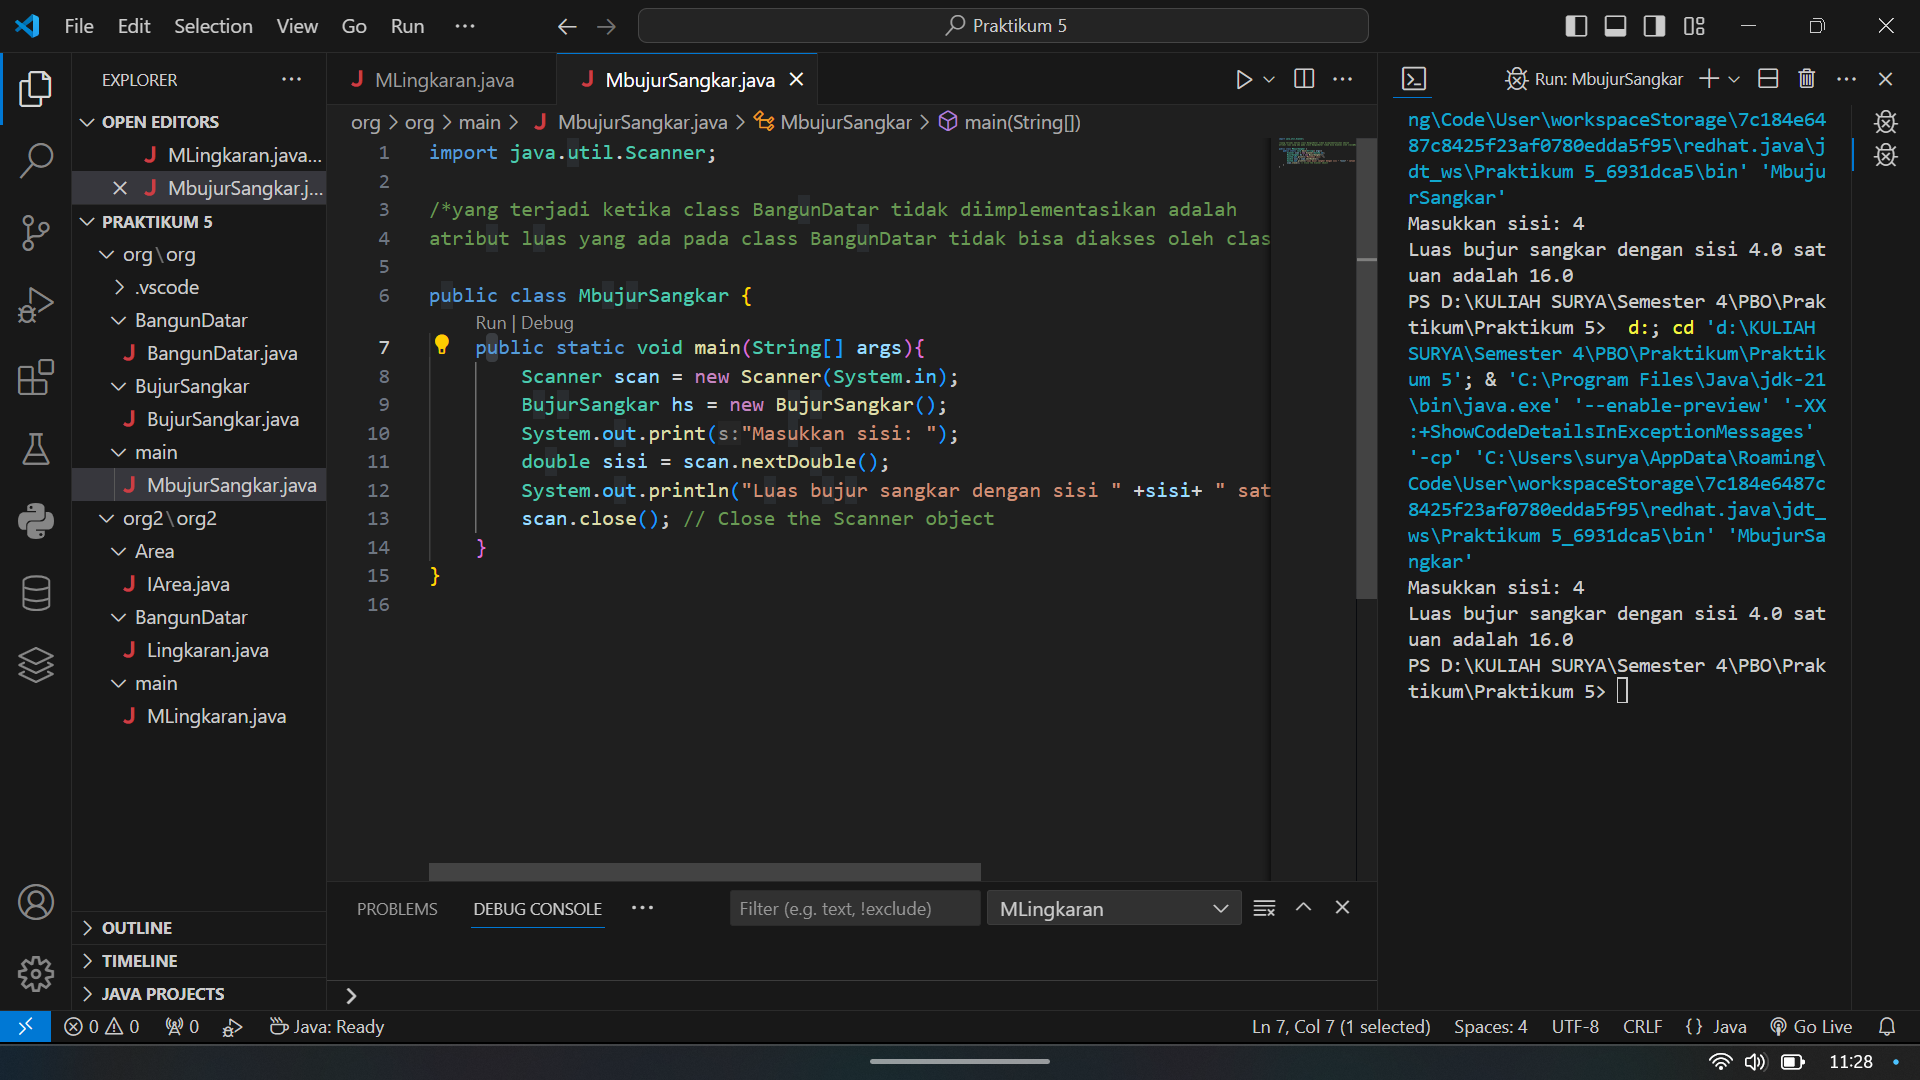 File Edit Selection View Go Run ···
Praktikum 5
EXPLORER
OPEN EDITORS
MLingkaran.java...
MbujurSangkar.j...
PRAKTIKUM 5
org\org
.vscode
BangunDatar
BangunDatar.java
BujurSangkar
BujurSangkar.java
main
MbujurSangkar.java
org2\org2
Area
IArea.java
BangunDatar
Lingkaran.java
main
MLingkaran.java
OUTLINE
TIMELINE
JAVA PROJECTS
MLingkaran.java
MbujurSangkar.java
org > org > main > MbujurSangkar.java > MbujurSangkar > main(String[])
1 import java.util.Scanner;
2
3 /*yang terjadi ketika class BangunDatar tidak diimplementasikan adalah
4 atribut luas yang ada pada class BangunDatar tidak bisa diakses oleh clas
5
6 public class MbujurSangkar {
Run | Debug
7 public static void main(String[] args){
8 Scanner scan = new Scanner(System.in);
9 BujurSangkar hs = new BujurSangkar();
10 System.out.print(s:"Masukkan sisi: ");
11 double sisi = scan.nextDouble();
12 System.out.println("Luas bujur sangkar dengan sisi " +sisi+ " sat
13 scan.close(); // Close the Scanner object
14 }
15 }
16
PROBLEMS DEBUG CONSOLE ···
Filter (e.g. text, !exclude)
MLingkaran
Run: MbujurSangkar
ng\Code\User\workspaceStorage\7c184e64
87c8425f23af0780edda5f95\redhat.java\j
dt_ws\Praktikum 5_6931dca5\bin' 'Mbuju
rSangkar'
Masukkan sisi: 4
Luas bujur sangkar dengan sisi 4.0 sat
uan adalah 16.0
PS D:\KULIAH SURYA\Semester 4\PBO\Prak
tikum\Praktikum 5> d:; cd 'd:\KULIAH
SURYA\Semester 4\PBO\Praktikum\Praktik
um 5'; & 'C:\Program Files\Java\jdk-21
\bin\java.exe' '--enable-preview' '-XX
:+ShowCodeDetailsInExceptionMessages'
'-cp' 'C:\Users\surya\AppData\Roaming\
Code\User\workspaceStorage\7c184e6487c
8425f23af0780edda5f95\redhat.java\jdt_
ws\Praktikum 5_6931dca5\bin' 'MbujurSa
ngkar'
Masukkan sisi: 4
Luas bujur sangkar dengan sisi 4.0 sat
uan adalah 16.0
PS D:\KULIAH SURYA\Semester 4\PBO\Prak
tikum\Praktikum 5>
0 0 0 Java: Ready
Ln 7, Col 7 (1 selected) Spaces: 4 UTF-8 CRLF {} Java Go Live
11:28